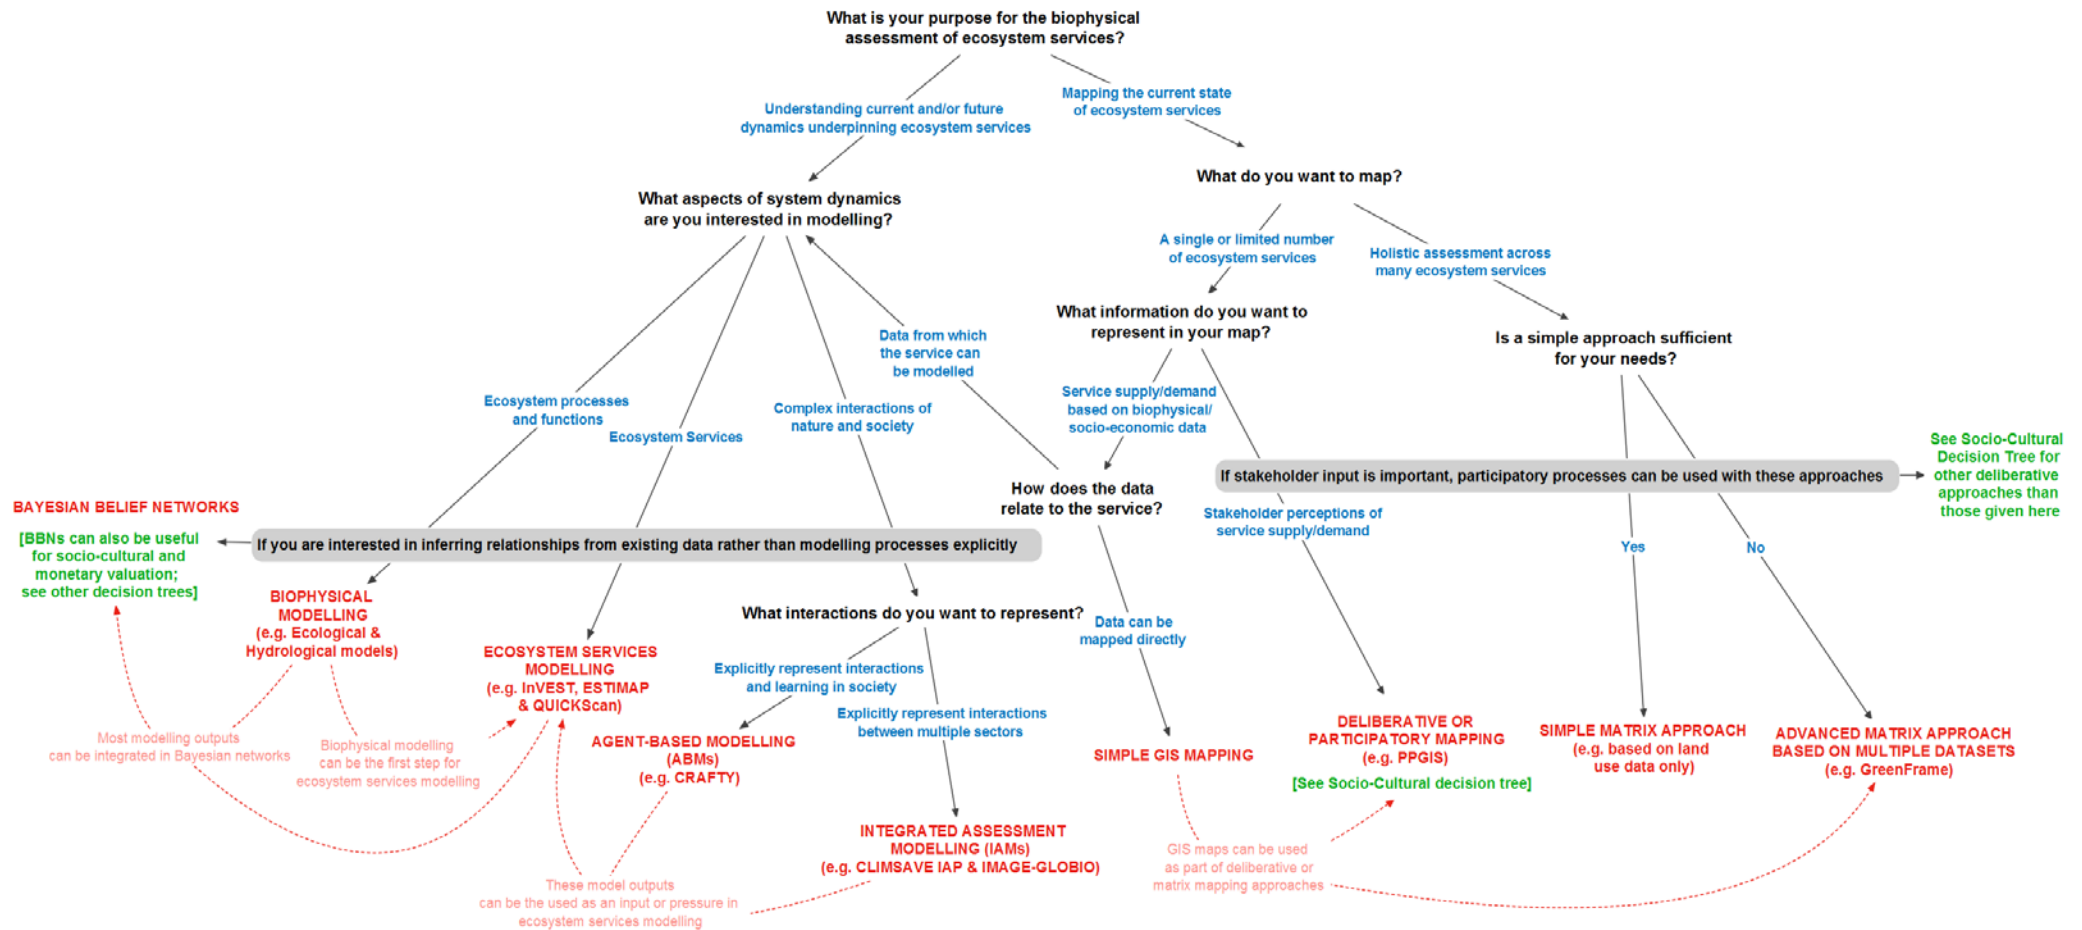 What is your purpose for the biophysical
assessment of ecosystem services?
Understanding current and/or future
dynamics underpinning ecosystem services
Mapping the current state
of ecosystem services
What do you want to map?
What aspects of system dynamics
are you interested in modelling?
A single or limited number
of ecosystem services
Holistic assessment across
many ecosystem services
What information do you want to
represent in your map?
Is a simple approach sufficient
for your needs?
Data from which
the service can
be modelled
Service supply/demand
based on biophysical/
socio-economic data
Ecosystem processes
and functions
Ecosystem Services
Complex interactions of
nature and society
How does the data
relate to the service?
If stakeholder input is important, participatory processes can be used with these approaches
See Socio-Cultural
Decision Tree for
other deliberative
approaches than
those given here
Stakeholder perceptions of
service supply/demand
Yes
No
BAYESIAN BELIEF NETWORKS
[BBNs can also be useful
for socio-cultural and
monetary valuation;
see other decision trees]
If you are interested in inferring relationships from existing data rather than modelling processes explicitly
BIOPHYSICAL
MODELLING
(e.g. Ecological &
Hydrological models)
What interactions do you want to represent?
Data can be
mapped directly
ECOSYSTEM SERVICES
MODELLING
(e.g. InVEST, ESTIMAP
& QUICKScan)
Explicitly represent interactions
and learning in society
Explicitly represent interactions
between multiple sectors
Most modelling outputs
can be integrated in Bayesian networks
Biophysical modelling
can be the first step for
ecosystem services modelling
AGENT-BASED MODELLING
(ABMs)
(e.g. CRAFTY)
SIMPLE GIS MAPPING
DELIBERATIVE OR
PARTICIPATORY MAPPING
(e.g. PPGIS)
[See Socio-Cultural decision tree]
SIMPLE MATRIX APPROACH
(e.g. based on land
use data only)
ADVANCED MATRIX APPROACH
BASED ON MULTIPLE DATASETS
(e.g. GreenFrame)
INTEGRATED ASSESSMENT
MODELLING (IAMs)
(e.g. CLIMSAVE IAP & IMAGE-GLOBIO)
GIS maps can be used
as part of deliberative or
matrix mapping approaches
These model outputs
can be the used as an input or pressure in
ecosystem services modelling